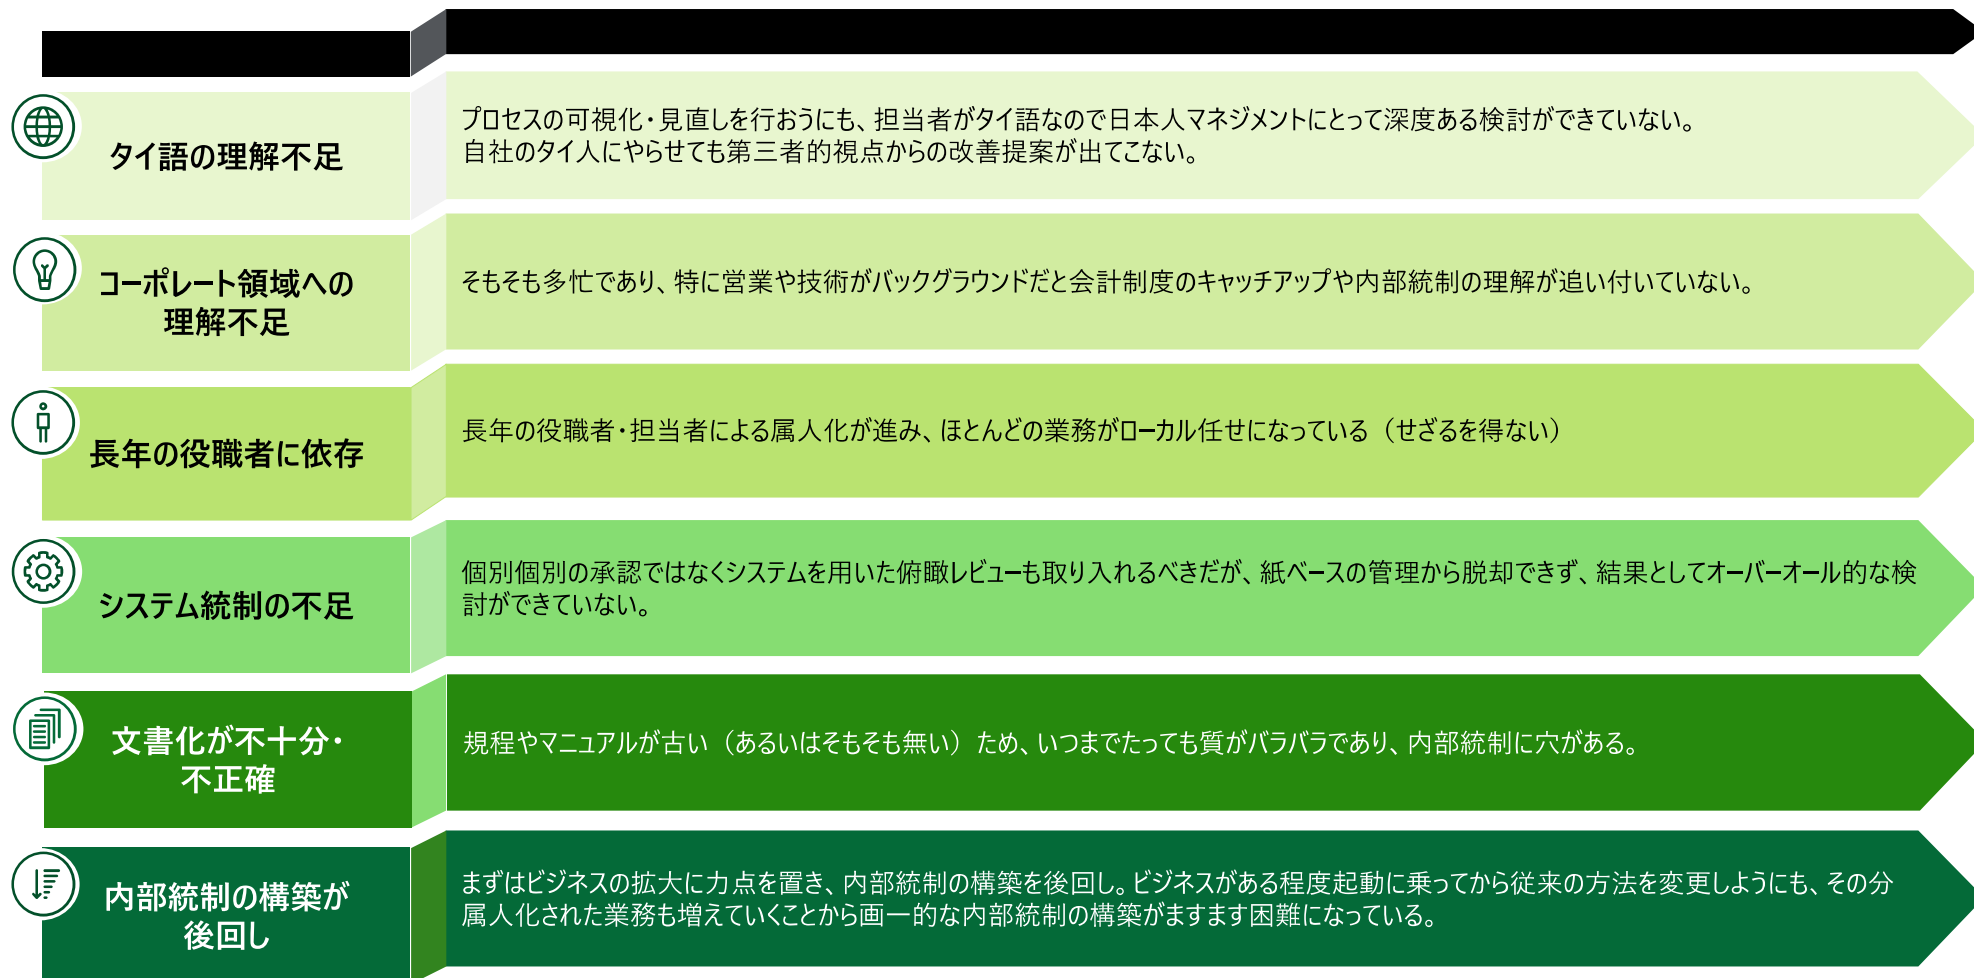 タイ語の理解不足
プロセスの可視化・見直しを行おうにも、担当者がタイ語なので日本人マネジメントにとって深度ある検討ができていない。
自社のタイ人にやらせても第三者的視点からの改善提案が出てこない。
コーポレート領域への
理解不足
そもそも多忙であり、特に営業や技術がバックグラウンドだと会計制度のキャッチアップや内部統制の理解が追い付いていない。
長年の役職者に依存
長年の役職者・担当者による属人化が進み、ほとんどの業務がローカル任せになっている（せざるを得ない）
システム統制の不足
個別個別の承認ではなくシステムを用いた俯瞰レビューも取り入れるべきだが、紙ベースの管理から脱却できず、結果としてオーバーオール的な検
討ができていない。
文書化が不十分・
不正確
規程やマニュアルが古い（あるいはそもそも無い）ため、いつまでたっても質がバラバラであり、内部統制に穴がある。
内部統制の構築が
後回し
まずはビジネスの拡大に力点を置き、内部統制の構築を後回し。ビジネスがある程度起動に乗ってから従来の方法を変更しようにも、その分
属人化された業務も増えていくことから画一的な内部統制の構築がますます困難になっている。